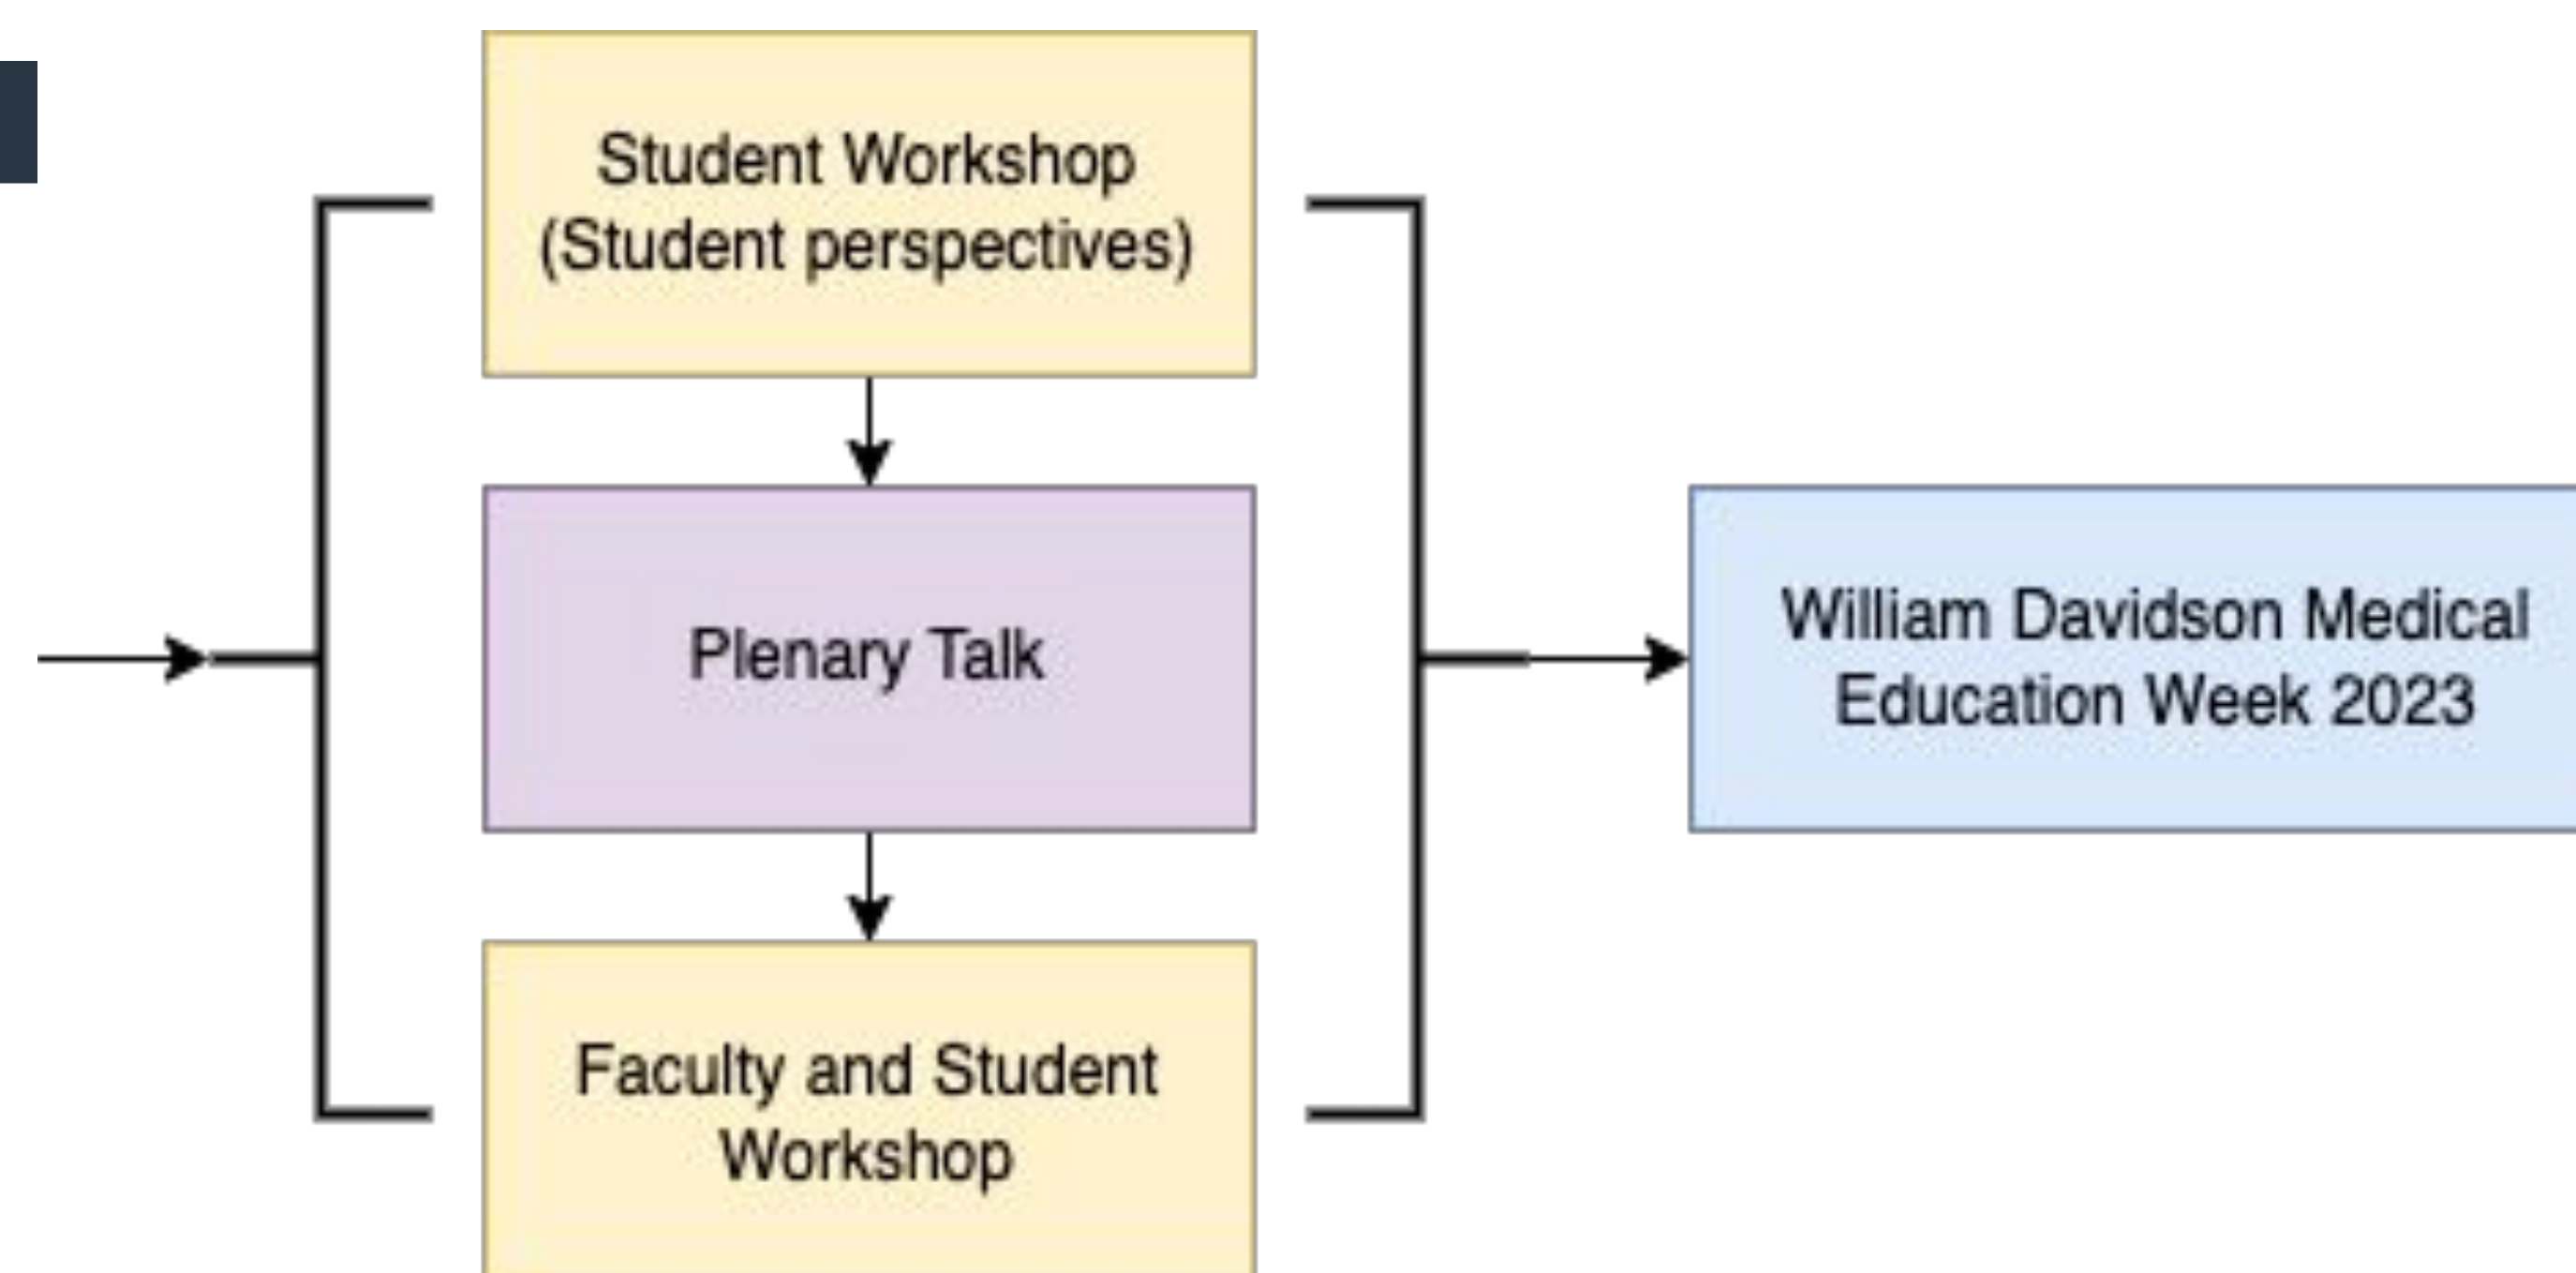 Student Workshop
(Student perspectives)
Plenary Talk
William Davidson Medical
Education Week 2023
Faculty and Student
Workshop